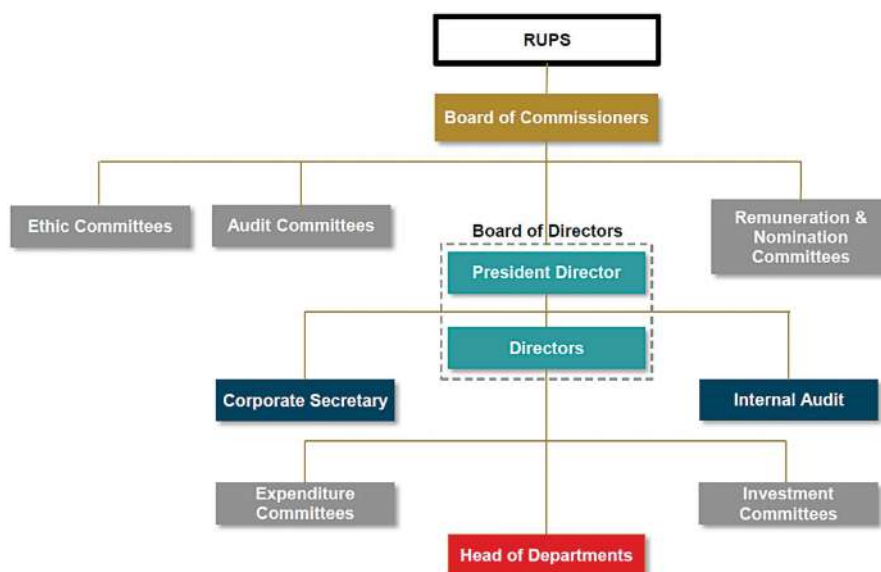 RUPS
Board of Commissioners
Ethic Committees
Audit Committees
Remuneration &
Nomination
Committees
Board of Directors
President Director
Directors
Corporate Secretary
Internal Audit
Expenditure
Committees
Investment
Committees
Head of Departments